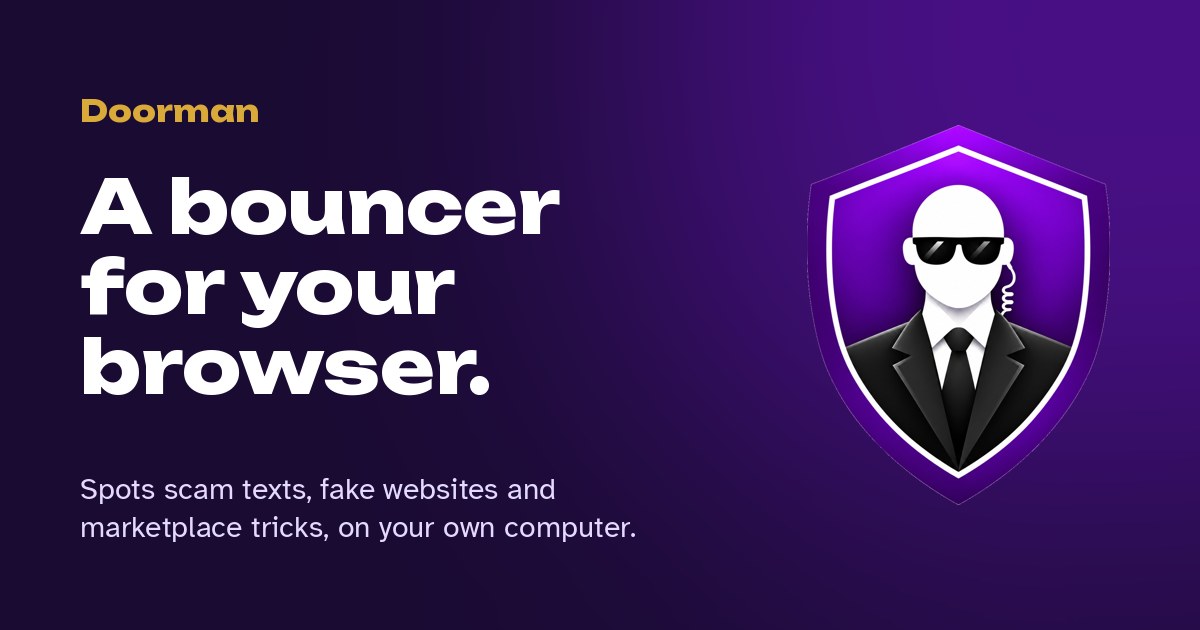 Doorman
A bouncer
for your
browser.
Spots scam texts, fake websites and
marketplace tricks, on your own computer.